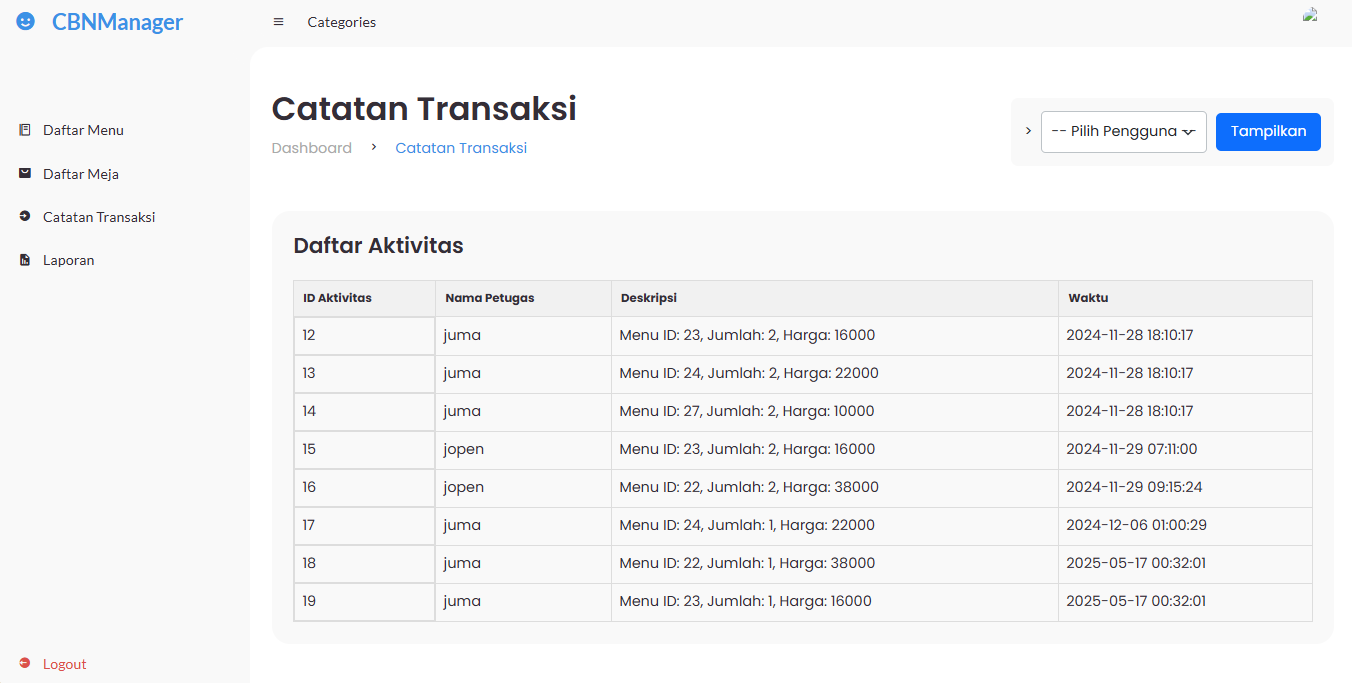 CBNManager
Categories
Daftar Menu
Daftar Meja
Catatan Transaksi
Laporan
Logout
Catatan Transaksi
Dashboard > Catatan Transaksi
> -- Pilih Pengguna Tampilkan
Daftar Aktivitas
ID Aktivitas Nama Petugas Deskripsi Waktu
12 juma Menu ID: 23, Jumlah: 2, Harga: 16000 2024-11-28 18:10:17
13 juma Menu ID: 24, Jumlah: 2, Harga: 22000 2024-11-28 18:10:17
14 juma Menu ID: 27, Jumlah: 2, Harga: 10000 2024-11-28 18:10:17
15 jopen Menu ID: 23, Jumlah: 2, Harga: 16000 2024-11-29 07:11:00
16 jopen Menu ID: 22, Jumlah: 2, Harga: 38000 2024-11-29 09:15:24
17 juma Menu ID: 24, Jumlah: 1, Harga: 22000 2024-12-06 01:00:29
18 juma Menu ID: 22, Jumlah: 1, Harga: 38000 2025-05-17 00:32:01
19 juma Menu ID: 23, Jumlah: 1, Harga: 16000 2025-05-17 00:32:01